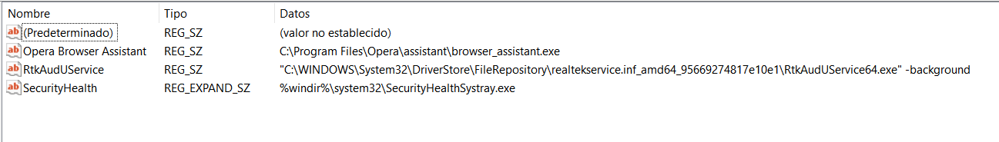 Nombre Tipo Datos
(Predeterminado) REG_SZ (valor no establecido)
Opera Browser Assistant REG_SZ C:\Program Files\Opera\assistant\browser_assistant.exe
RtkAudUService REG_SZ "C:\WINDOWS\System32\DriverStore\FileRepository\realtekservice.inf_amd64_95669274817e10e1\RtkAudUService64.exe" -background
SecurityHealth REG_EXPAND_SZ %windir%\system32\SecurityHealthSystray.exe